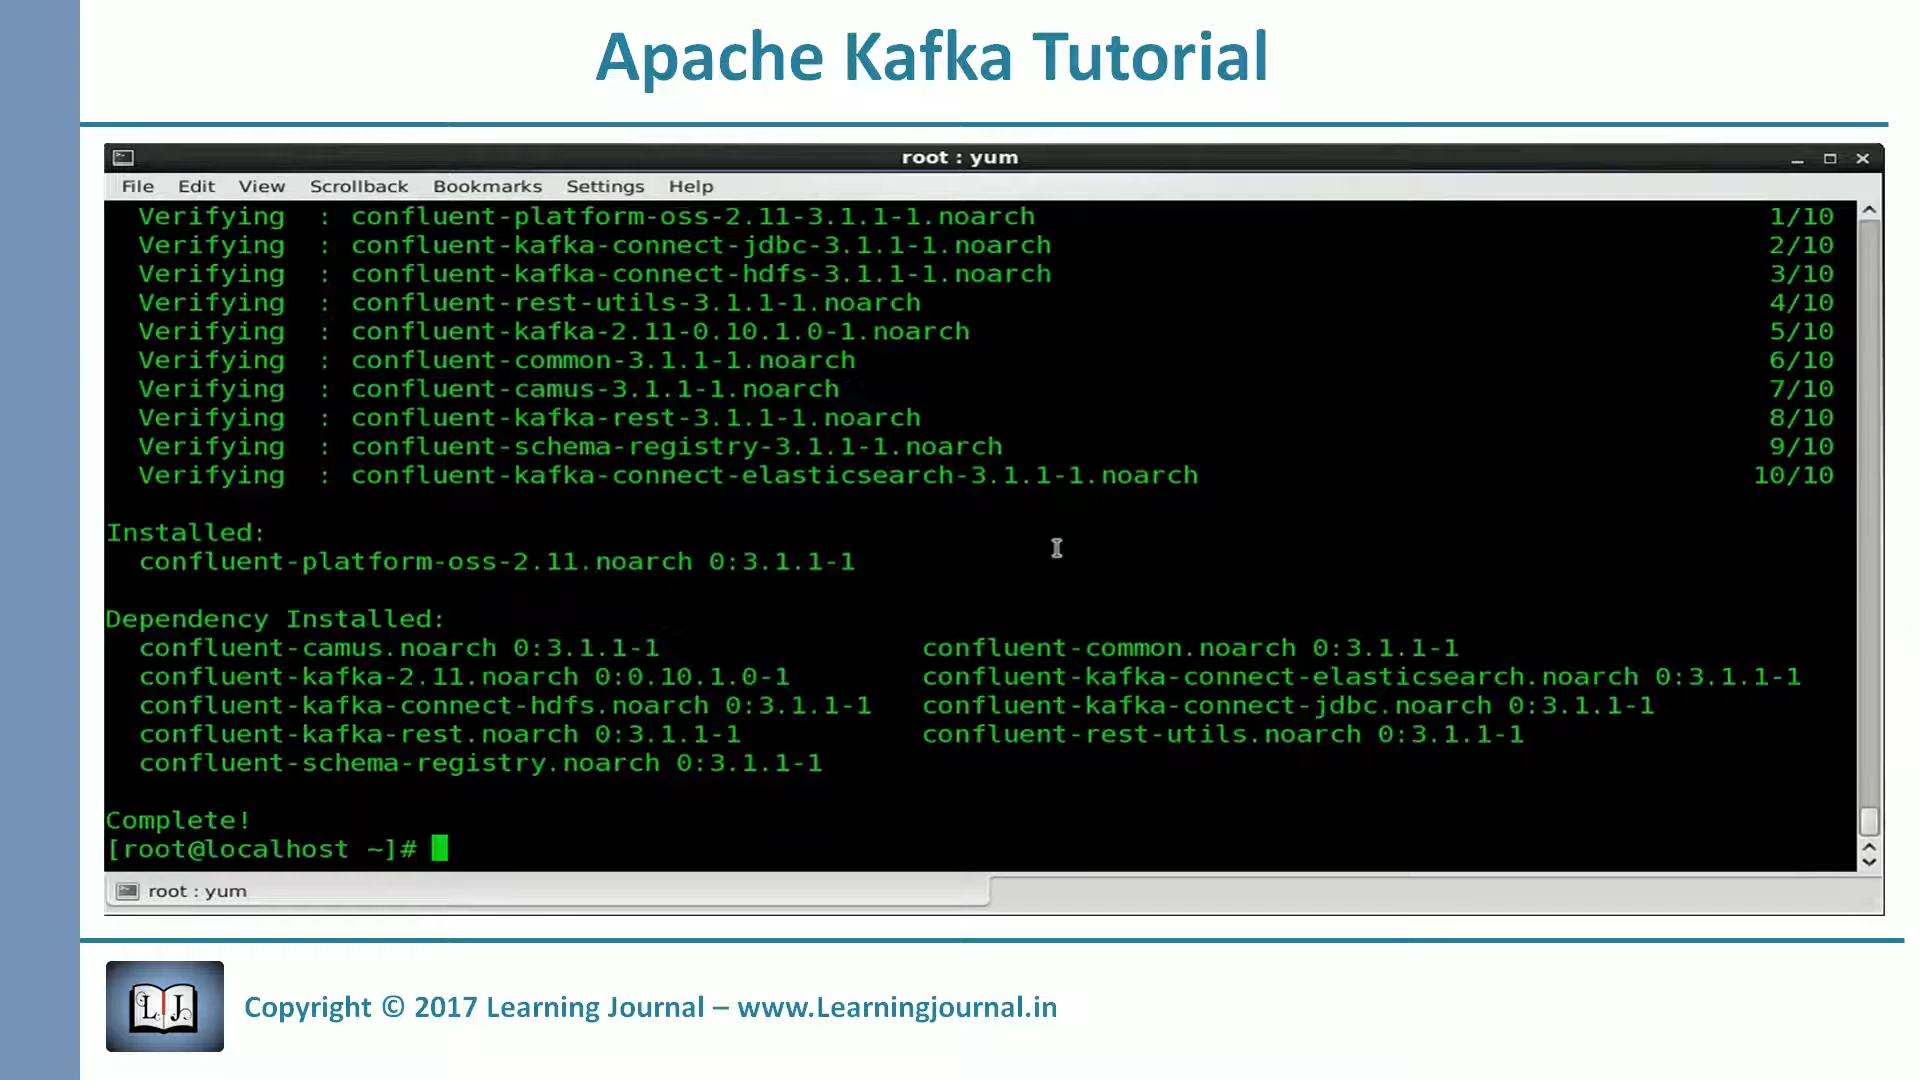 Apache Kafka Tutorial
root : yum
File Edit View Scrollback Bookmarks Settings Help
Verifying : confluent-platform-oss-2.11-3.1.1-1.noarch 1/10
Verifying : confluent-kafka-connect-jdbc-3.1.1-1.noarch 2/10
Verifying : confluent-kafka-connect-hdfs-3.1.1-1.noarch 3/10
Verifying : confluent-rest-utils-3.1.1-1.noarch 4/10
Verifying : confluent-kafka-2.11-0.10.1.0-1.noarch 5/10
Verifying : confluent-common-3.1.1-1.noarch 6/10
Verifying : confluent-camus-3.1.1-1.noarch 7/10
Verifying : confluent-kafka-rest-3.1.1-1.noarch 8/10
Verifying : confluent-schema-registry-3.1.1-1.noarch 9/10
Verifying : confluent-kafka-connect-elasticsearch-3.1.1-1.noarch 10/10
Installed:
confluent-platform-oss-2.11.noarch 0:3.1.1-1
Dependency Installed:
confluent-camus.noarch 0:3.1.1-1 confluent-common.noarch 0:3.1.1-1
confluent-kafka-2.11.noarch 0:0.10.1.0-1 confluent-kafka-connect-elasticsearch.noarch 0:3.1.1-1
confluent-kafka-connect-hdfs.noarch 0:3.1.1-1 confluent-kafka-connect-jdbc.noarch 0:3.1.1-1
confluent-kafka-rest.noarch 0:3.1.1-1 confluent-rest-utils.noarch 0:3.1.1-1
confluent-schema-registry.noarch 0:3.1.1-1
Complete!
[root@localhost ~]#
root : yum
LJ
Copyright © 2017 Learning Journal – www.Learningjournal.in